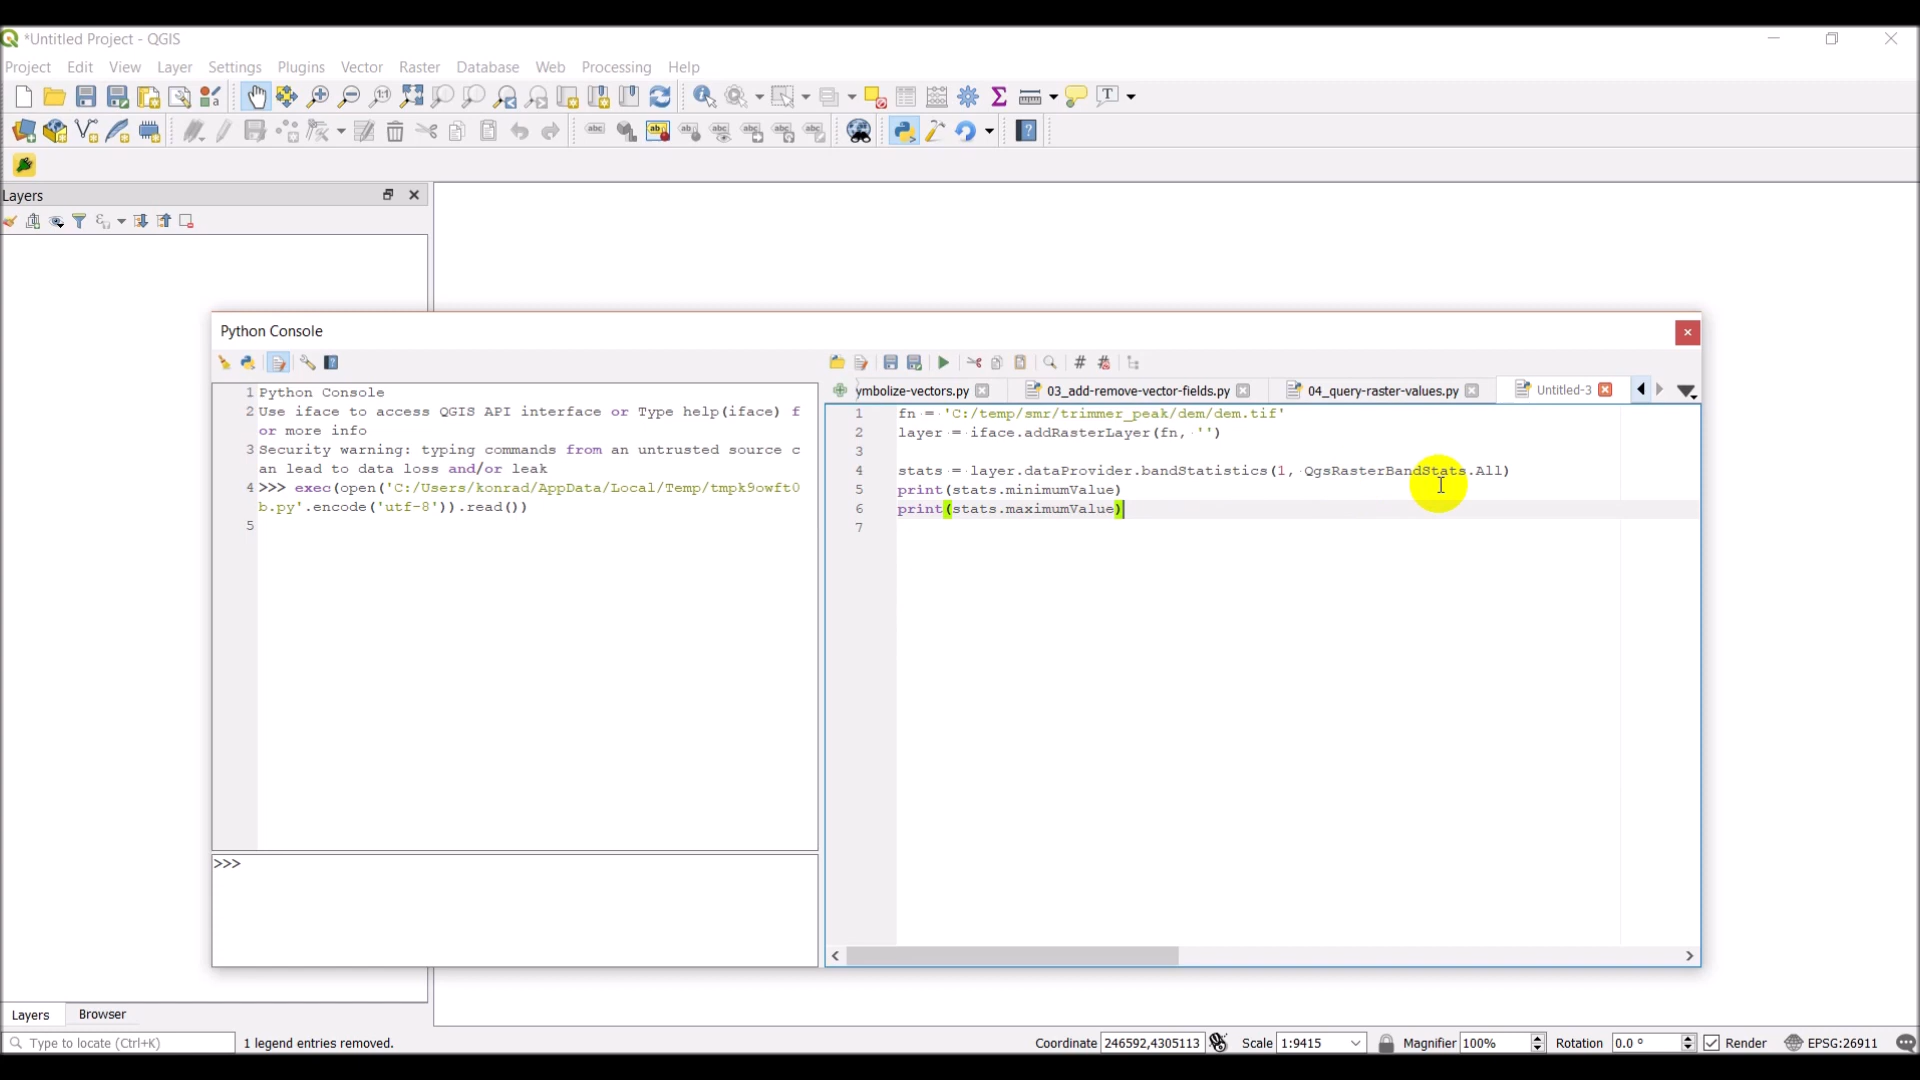 *Untitled Project - QGIS
Project Edit View Layer Settings Plugins Vector Raster Database Web Processing Help
Layers
Python Console
ymbolize-vectors.py 03_add-remove-vector-fields.py 04_query-raster-values.py Untitled-3
1 Python Console
2 Use iface to access QGIS API interface or Type help(iface) f
or more info
3 Security warning: typing commands from an untrusted source c
an lead to data loss and/or leak
4 >>> exec(open('C:/Users/konrad/AppData/Local/Temp/tmpk9owft0
b.py'.encode('utf-8')).read())
5
>>>
1 fn = 'C:/temp/smr/trimmer_peak/dem/dem.tif'
2 layer = iface.addRasterLayer(fn, '')
3
4 stats = layer.dataProvider.bandStatistics(1, QgsRasterBandStats.All)
5 print(stats.minimumValue)
6 print(stats.maximumValue)
7
Layers Browser
Type to locate (Ctrl+K) 1 legend entries removed. Coordinate 246592,4305113 Scale 1:9415 Magnifier 100% Rotation 0.0 ° Render EPSG:26911